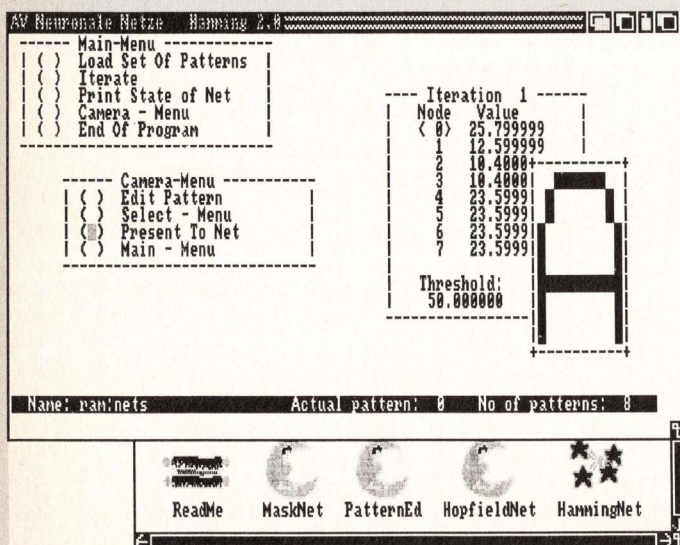 AV Neuronale Netze Hamming 2.0
Main-Menu
( ) Load Set Of Patterns
( ) Iterate
( ) Print State of Net
( ) Camera - Menu
( ) End Of Program
Camera-Menu
( ) Edit Pattern
( ) Select - Menu
( ) Present To Net
( ) Main - Menu
Iteration 1
Node Value
( 0) 25.799999
1 12.599999
2 10.4000
3 10.4000
4 23.5999
5 23.5999
6 23.5999
7 23.5999
Threshold:
50.000000
Name: ram:nets Actual pattern: 0 No of patterns: 8
ReadMe MaskNet PatternEd HopfieldNet HammingNet